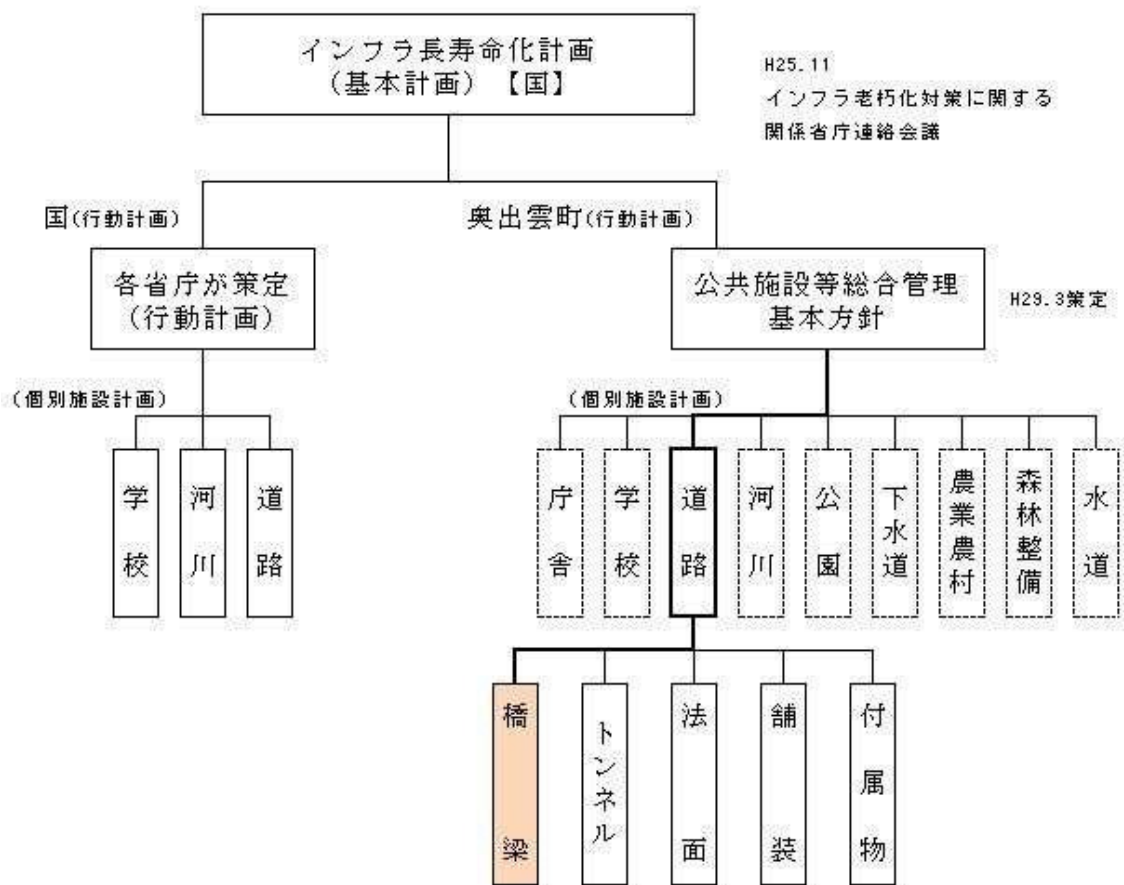 インフラ長寿命化計画
(基本計画)【国】
H25.11
インフラ老朽化対策に関する
関係省庁連絡会議
国(行動計画)
奥出雲町(行動計画)
各省庁が策定
(行動計画)
公共施設等総合管理
基本方針
H29.3策定
(個別施設計画)
(個別施設計画)
学校
河川
道路
庁舎
学校
道路
河川
公園
下水道
農業農村
森林整備
水道
橋梁
トンネル
法面
舗装
付属物